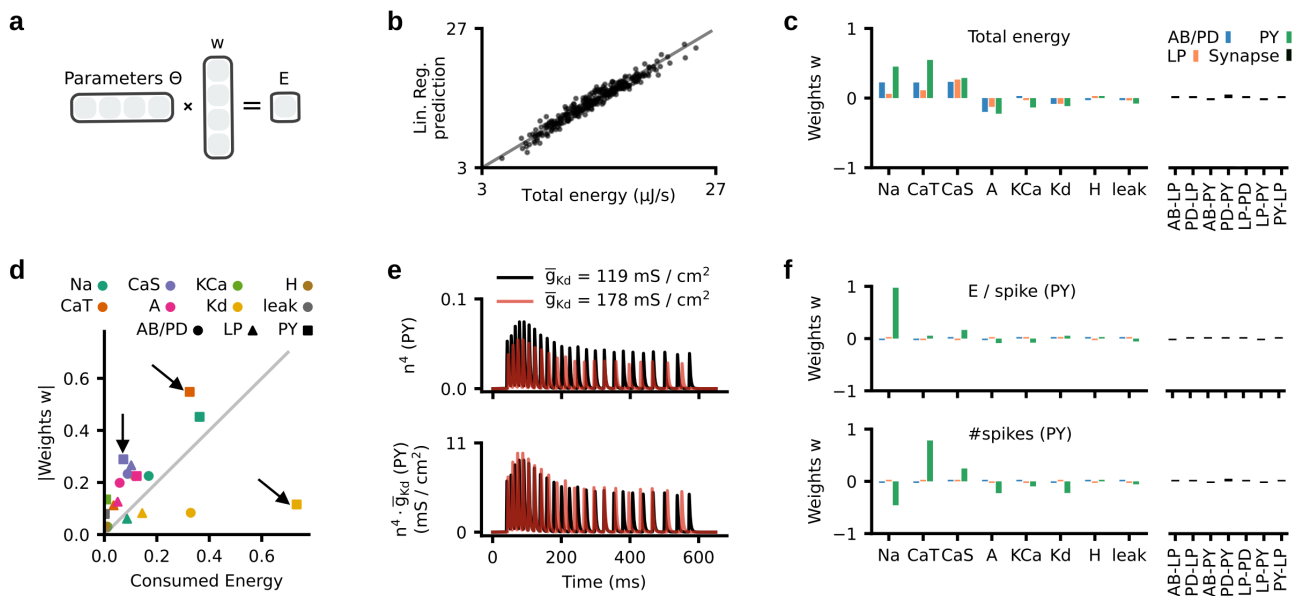 a
Parameters Θ
×
w
=
E
b
27
Lin. Reg.
prediction
3
3
27
Total energy (μJ/s)
c
Total energy
AB/PD
PY
LP
Synapse
Weights w
1
0
−1
Na
CaT
CaS
A
KCa
Kd
H
leak
AB-LP
PD-LP
AB-PY
PD-PY
LP-PD
LP-PY
PY-LP
d
Na
CaS
KCa
H
CaT
A
Kd
leak
AB/PD
LP
PY
|Weights w|
0.6
0.4
0.2
0.0
0.0
0.2
0.4
0.6
Consumed Energy
e
g̅Kd = 119 mS / cm²
g̅Kd = 178 mS / cm²
n⁴ (PY)
0.1
0.0
n⁴ · g̅Kd (PY)
(mS / cm²)
11
0
0
200
400
600
Time (ms)
f
E / spike (PY)
Weights w
1
0
−1
#spikes (PY)
Weights w
1
0
−1
Na
CaT
CaS
A
KCa
Kd
H
leak
AB-LP
PD-LP
AB-PY
PD-PY
LP-PD
LP-PY
PY-LP